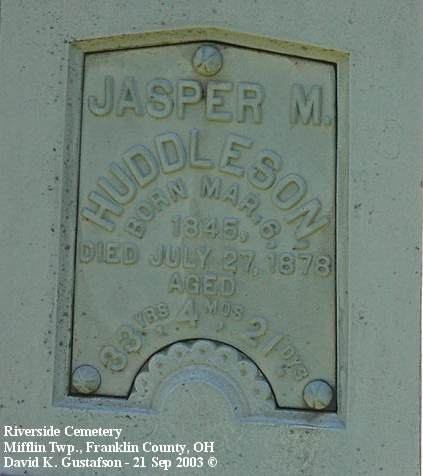 JASPER M.
HUDDLESON.
BORN MAR. 6,
1845,
DIED JULY 27, 1878
AGED
33 YRS, 4 MOS 21 DYS
Riverside Cemetery
Mifflin Twp., Franklin County, OH
David K. Gustafson - 21 Sep 2003 ©